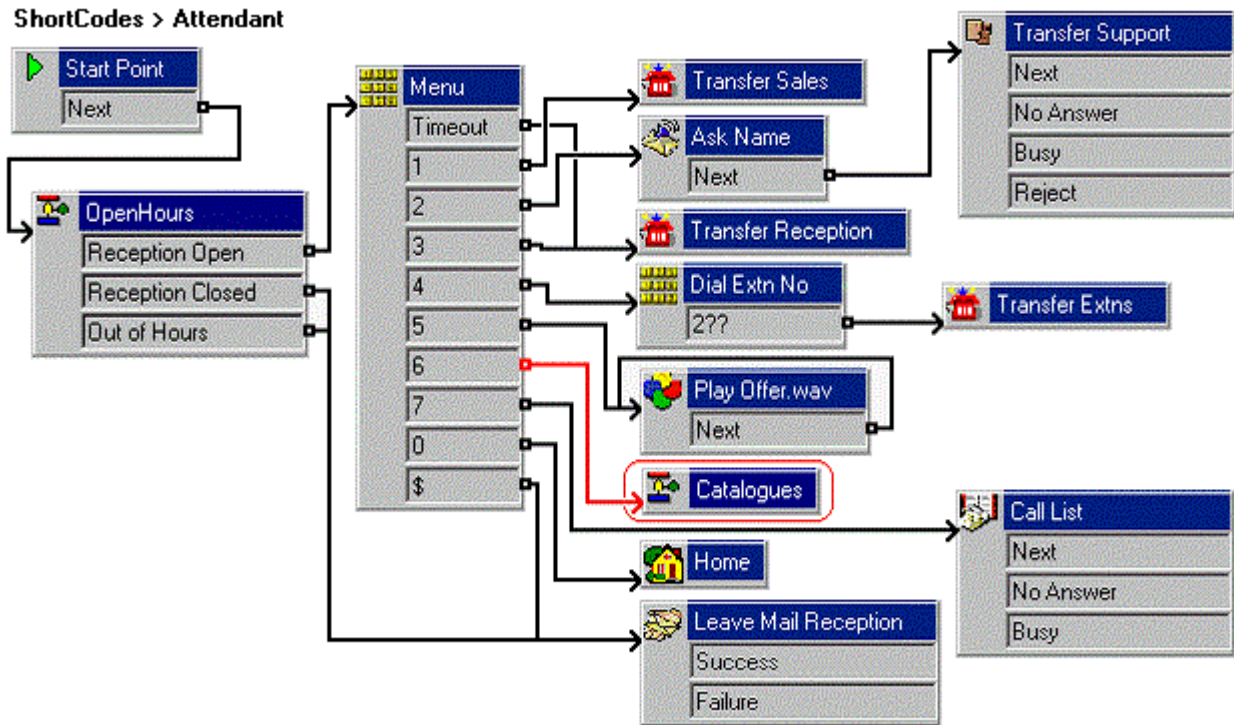 ShortCodes > Attendant
Start Point
Next
OpenHours
Reception Open
Reception Closed
Out of Hours
Menu
Timeout
1
2
3
4
5
6
7
0
$
Transfer Sales
Ask Name
Next
Transfer Reception
Dial Extn No
2??
Play Offer.wav
Next
Catalogues
Home
Leave Mail Reception
Success
Failure
Transfer Support
Next
No Answer
Busy
Reject
Transfer Extns
Call List
Next
No Answer
Busy